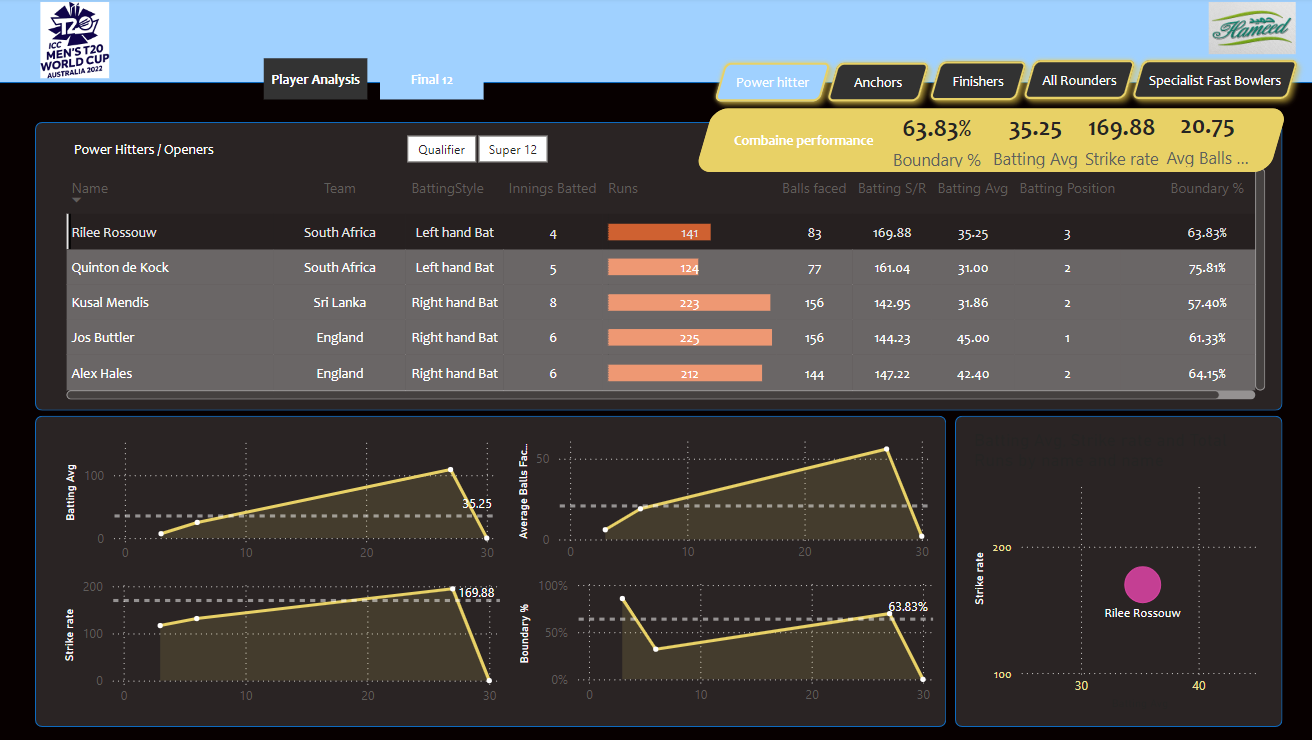 ICC
MEN'S T20
WORLD CUP
AUSTRALIA 2022
Hameed
Player Analysis
Final 12
Power hitter
Anchors
Finishers
All Rounders
Specialist Fast Bowlers
Combaine performance
63.83% 35.25 169.88 20.75
Boundary % Batting Avg Strike rate Avg Balls ...
Power Hitters / Openers
Qualifier
Super 12
Name Team BattingStyle Innings Batted Runs Balls faced Batting S/R Batting Avg Batting Position Boundary %
Rilee Rossouw South Africa Left hand Bat 4 141 83 169.88 35.25 3 63.83%
Quinton de Kock South Africa Left hand Bat 5 124 77 161.04 31.00 2 75.81%
Kusal Mendis Sri Lanka Right hand Bat 8 223 156 142.95 31.86 2 57.40%
Jos Buttler England Right hand Bat 6 225 156 144.23 45.00 1 61.33%
Alex Hales England Right hand Bat 6 212 144 147.22 42.40 2 64.15%
Batting Avg
100
35.25
0
0 10 20 30
Average Balls Fac...
50
0
0 10 20 30
Strike rate
200
169.88
100
0
0 10 20 30
Boundary %
100%
63.83%
50%
0%
0 10 20 30
Strike rate
200
Rilee Rossouw
100
30 40